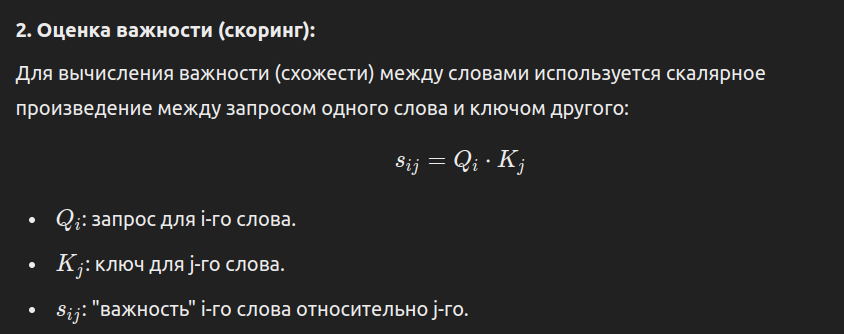 2. Оценка важности (скоринг):
Для вычисления важности (схожести) между словами используется скалярное
произведение между запросом одного слова и ключом другого:
s_{ij} = Q_i · K_j
• Q_i: запрос для i-го слова.
• K_j: ключ для j-го слова.
• s_{ij}: "важность" i-го слова относительно j-го.